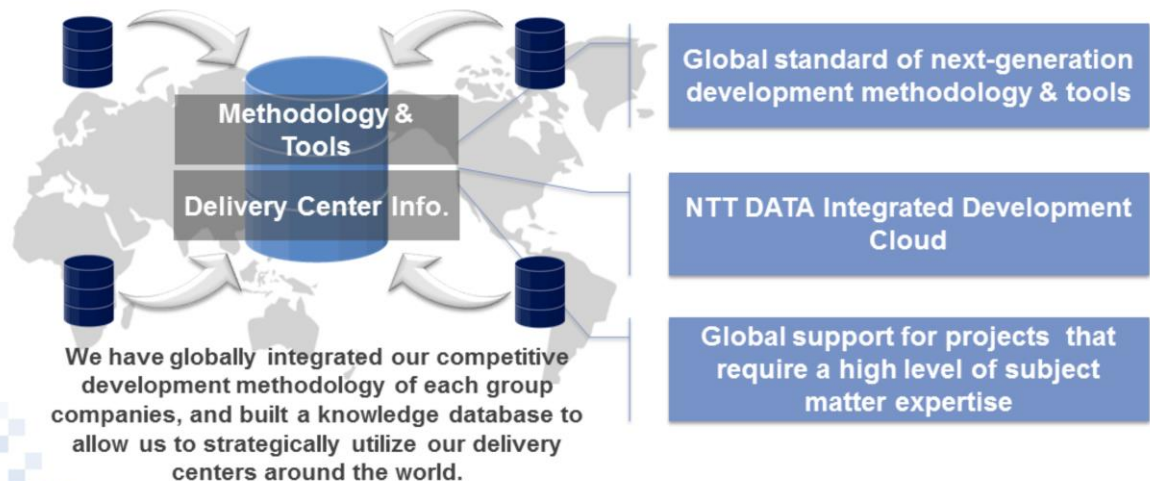 Methodology &
Tools
Delivery Center Info.
We have globally integrated our competitive
development methodology of each group
companies, and built a knowledge database to
allow us to strategically utilize our delivery
centers around the world.
Global standard of next-generation
development methodology & tools
NTT DATA Integrated Development
Cloud
Global support for projects that
require a high level of subject
matter expertise